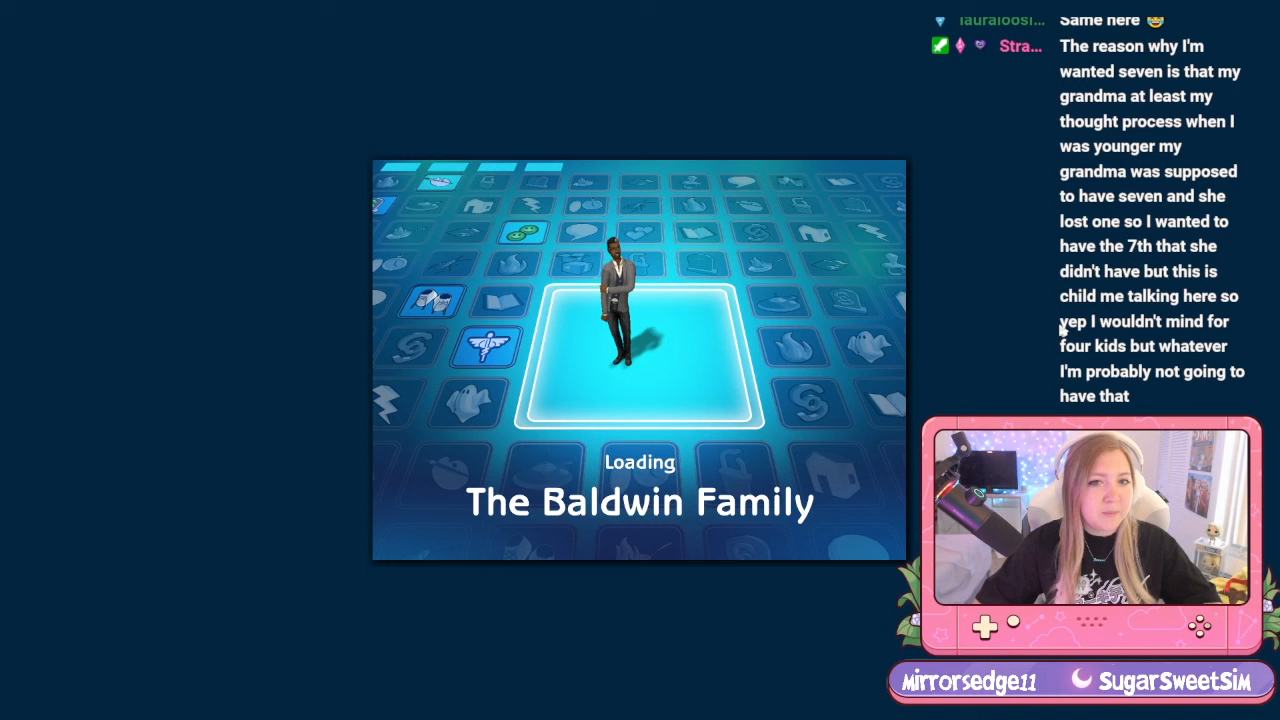 lauraloosi... Same here
Stra... The reason why I'm
wanted seven is that my
grandma at least my
thought process when I
was younger my
grandma was supposed
to have seven and she
lost one so I wanted to
have the 7th that she
didn't have but this is
child me talking here so
yep I wouldn't mind for
four kids but whatever
I'm probably not going to
have that
Loading
The Baldwin Family
Mirrorsedge11
SugarSweetSim